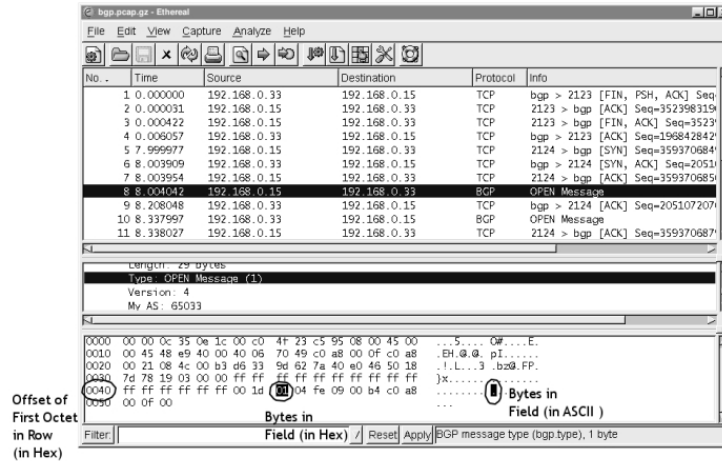 bgp.pcap.gz - Ethereal
File Edit View Capture Analyze Help
No. . Time Source Destination Protocol Info
1 0.000000 192.168.0.33 192.168.0.15 TCP bgp > 2123 [FIN, PSH, ACK] Seq
2 0.000031 192.168.0.15 192.168.0.33 TCP 2123 > bgp [ACK] Seq=352398319
3 0.000422 192.168.0.15 192.168.0.33 TCP 2123 > bgp [FIN, ACK] Seq=3523
4 0.006057 192.168.0.33 192.168.0.15 TCP bgp > 2123 [ACK] Seq=196842842
5 7.999977 192.168.0.15 192.168.0.33 TCP 2124 > bgp [SYN] Seq=359370684
6 8.003909 192.168.0.33 192.168.0.15 TCP bgp > 2124 [SYN, ACK] Seq=2051
7 8.003954 192.168.0.15 192.168.0.33 TCP 2124 > bgp [ACK] Seq=359370685
8 8.004042 192.168.0.15 192.168.0.33 BGP OPEN Message
9 8.208048 192.168.0.33 192.168.0.15 TCP bgp > 2124 [ACK] Seq=205107207
10 8.337997 192.168.0.33 192.168.0.15 BGP OPEN Message
11 8.338027 192.168.0.15 192.168.0.33 TCP 2124 > bgp [ACK] Seq=359370687
Length: 29 bytes
Type: OPEN Message (1)
Version: 4
My AS: 65033
0000 00 00 0c 35 0e 1c 00 c0 4f 23 c5 95 08 00 45 00 ...5.... O#....E.
0010 00 45 48 e9 40 00 40 06 70 49 c0 a8 00 0f c0 a8 .EH.@.@. pI......
0020 00 21 08 4c 00 b3 d6 33 9d 62 7a 40 e0 46 50 18 .!.L...3 .bz@.FP.
0030 7d 78 19 03 00 00 ff ff ff ff ff ff ff ff ff ff }x......
0040 ff ff ff ff ff ff 00 1d 04 fe 09 00 b4 c0 a8
0050 00 0f 00 ...
Offset of
First Octet
in Row
(in Hex)
Bytes in
Field (in Hex)
Bytes in
Field (in ASCII )
Filter: / Reset Apply BGP message type (bgp.type), 1 byte